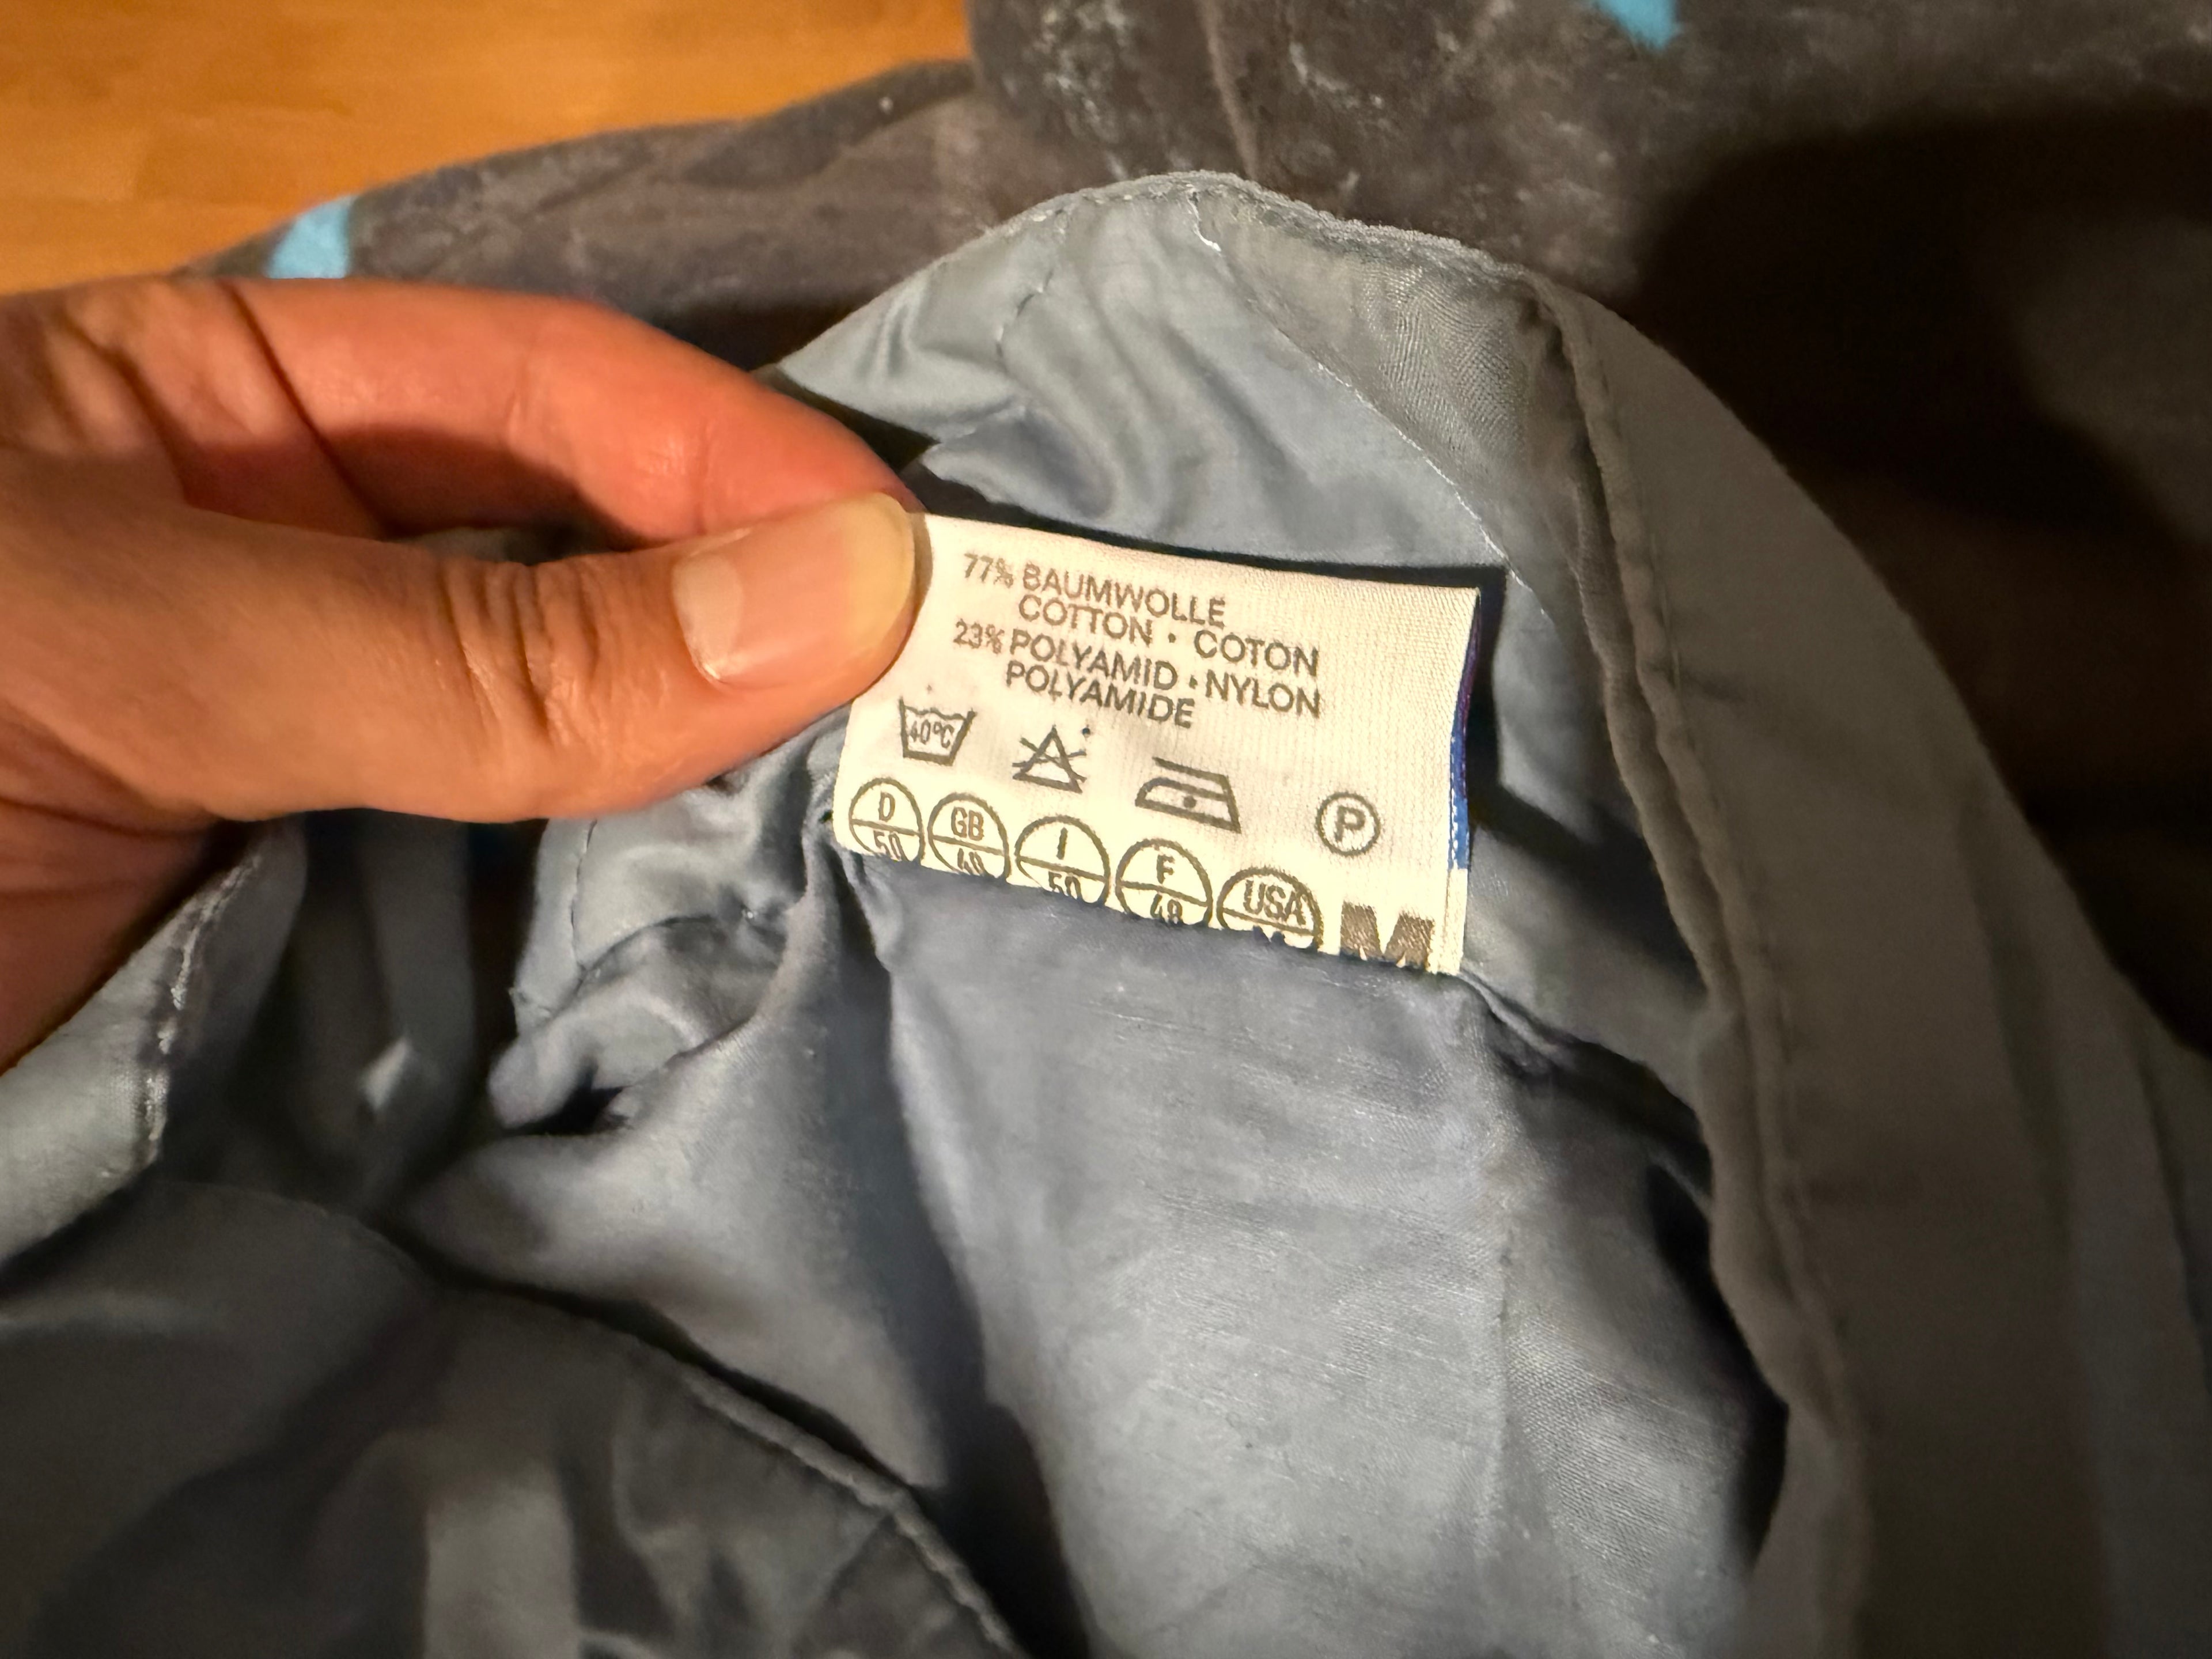 77% BAUMWOLLE
COTTON · COTON
23% POLYAMID · NYLON
POLYAMIDE
40°C P
D GB I F USA M
50 40 50 48